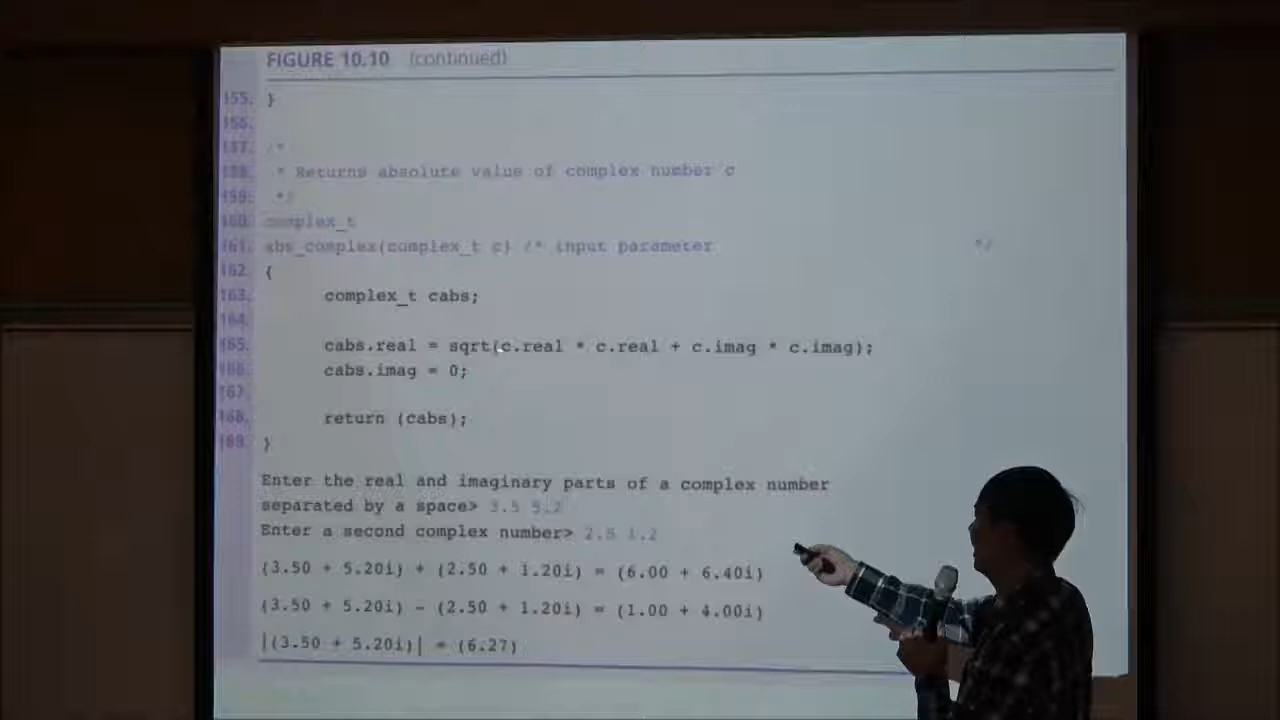 FIGURE 10.10 (continued)
155. }
156.
157. /*
158. * Returns absolute value of complex number c
159. */
160. complex_t
161. abs_complex(complex_t c) /* input parameter */
162. {
163. complex_t cabs;
164.
165. cabs.real = sqrt(c.real * c.real + c.imag * c.imag);
166. cabs.imag = 0;
167.
168. return (cabs);
169. }
Enter the real and imaginary parts of a complex number
separated by a space> 3.5 5.2
Enter a second complex number> 2.5 1.2
(3.50 + 5.20i) + (2.50 + 1.20i) = (6.00 + 6.40i)
(3.50 + 5.20i) - (2.50 + 1.20i) = (1.00 + 4.00i)
|(3.50 + 5.20i)| = (6.27)